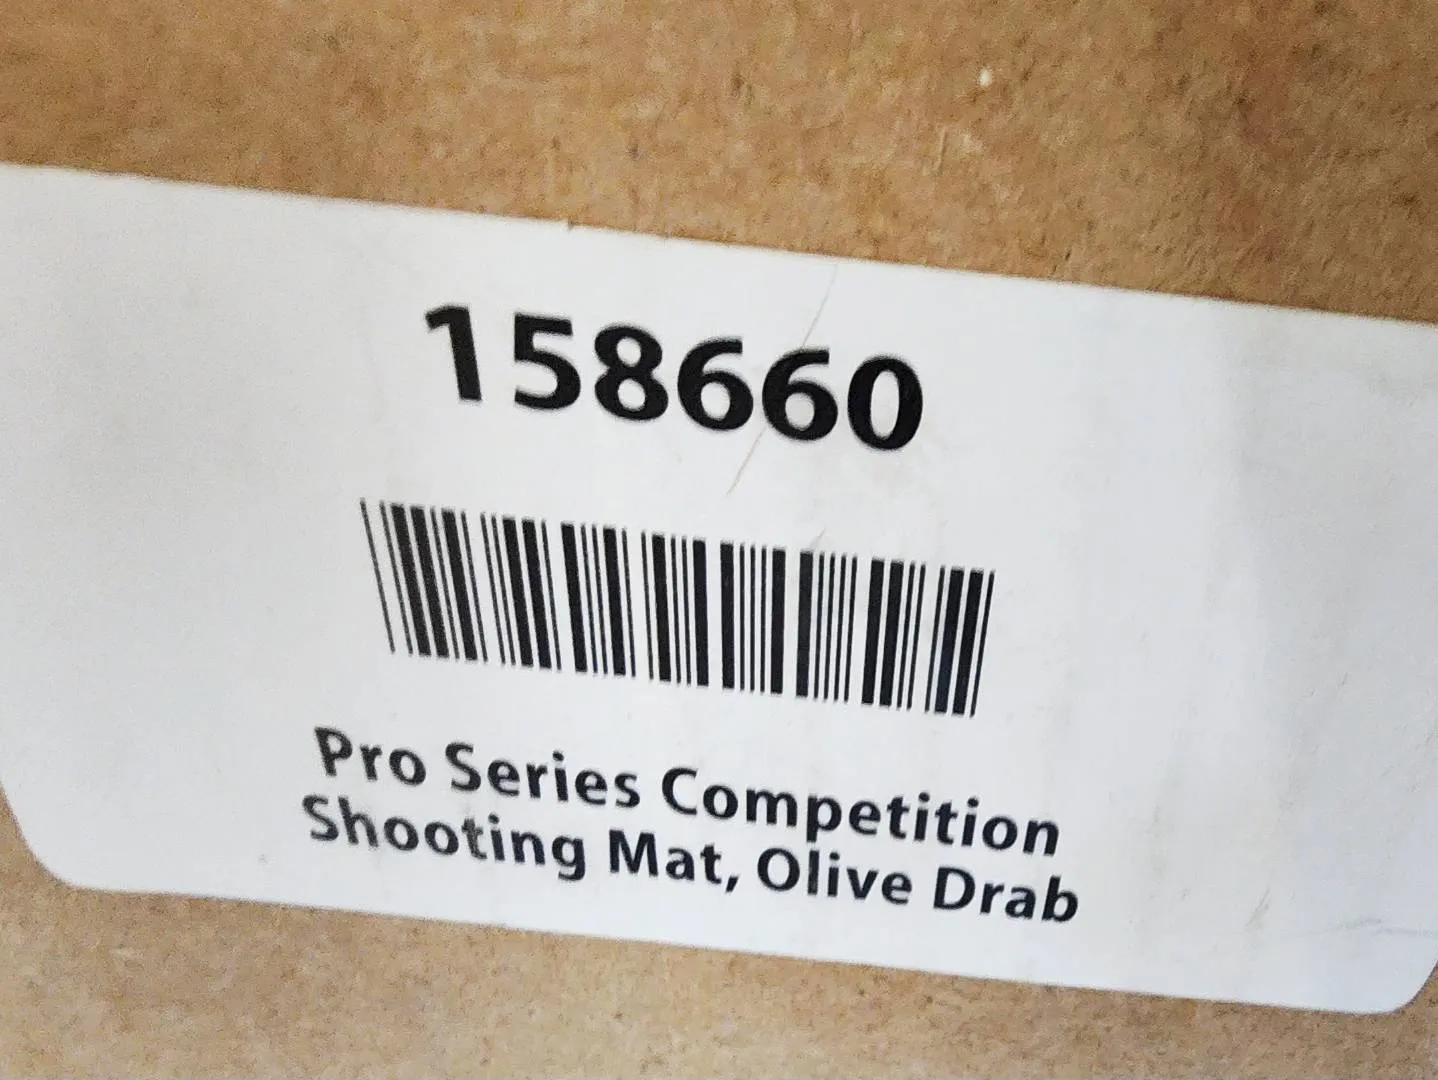 158660
Pro Series Competition
Shooting Mat, Olive Drab